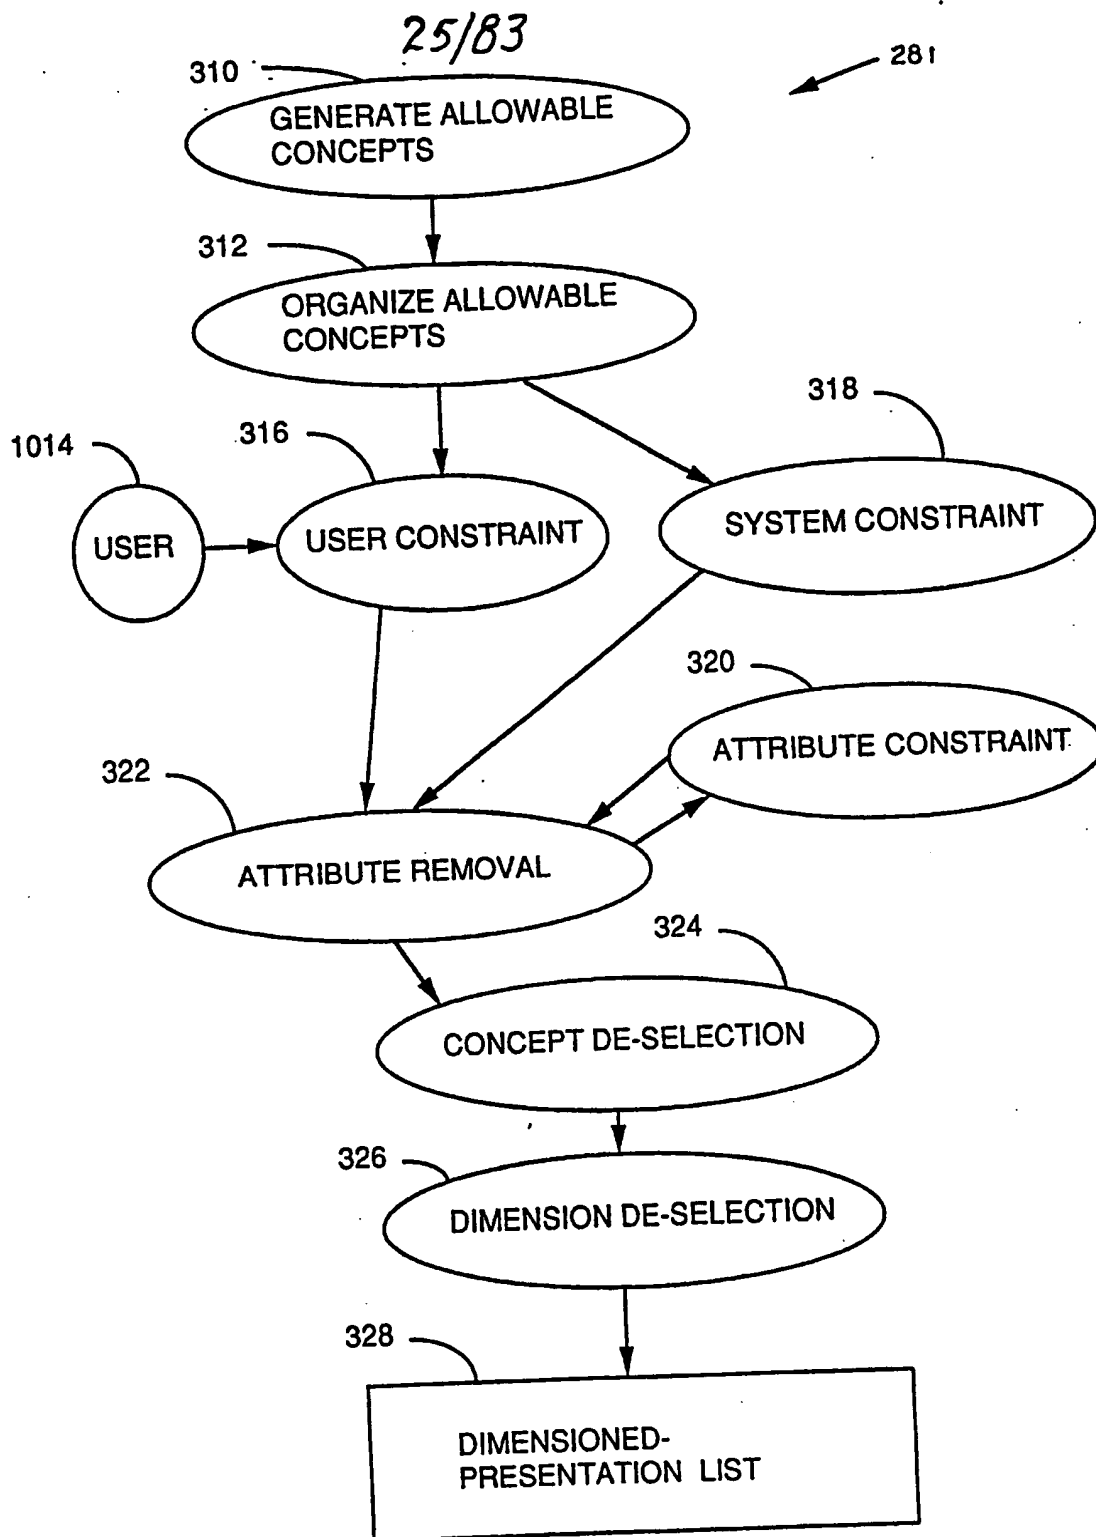 25/83
310
281
GENERATE ALLOWABLE
CONCEPTS
312
ORGANIZE ALLOWABLE
CONCEPTS
318
1014
316
USER
USER CONSTRAINT
SYSTEM CONSTRAINT
320
ATTRIBUTE CONSTRAINT
322
ATTRIBUTE REMOVAL
324
CONCEPT DE-SELECTION
326
DIMENSION DE-SELECTION
328
DIMENSIONED-
PRESENTATION LIST